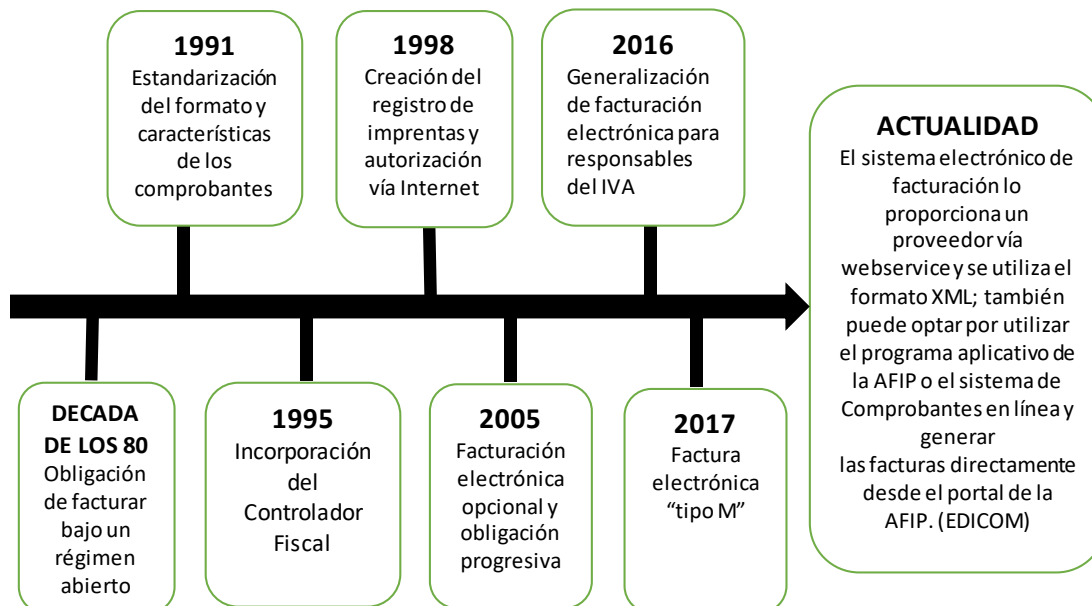 1991
Estandarización
del formato y
características
de los
comprobantes
1998
Creación del
registro de
imprentas y
autorización
vía Internet
2016
Generalización
de facturación
electrónica para
responsables
del IVA
ACTUALIDAD
El sistema electrónico de
facturación lo
proporciona un
proveedor vía
webservice y se utiliza el
formato XML; también
puede optar por utilizar
el programa aplicativo de
la AFIP o el sistema de
Comprobantes en línea y
generar
las facturas directamente
desde el portal de la
AFIP. (EDICOM)
DECADA
DE LOS 80
Obligación
de facturar
bajo un
régimen
abierto
1995
Incorporación
del
Controlador
Fiscal
2005
Facturación
electrónica
opcional y
obligación
progresiva
2017
Factura
electrónica
“tipo M”